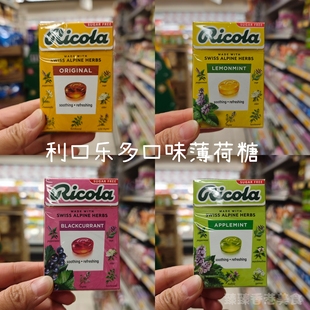 SUGAR FREE
Ricola
MADE WITH
SWISS ALPINE HERBS
ORIGINAL
soothing + refreshing
SUGAR FREE
Ricola
MADE WITH
SWISS ALPINE HERBS
LEMONMINT
soothing + refreshing
利口乐多口味薄荷糖
SUGAR FREE
Ricola
MADE WITH
SWISS ALPINE HERBS
BLACKCURRANT
soothing + refreshing
SUGAR FREE
Ricola
MADE WITH
SWISS ALPINE HERBS
APPLEMINT
soothing + refreshing